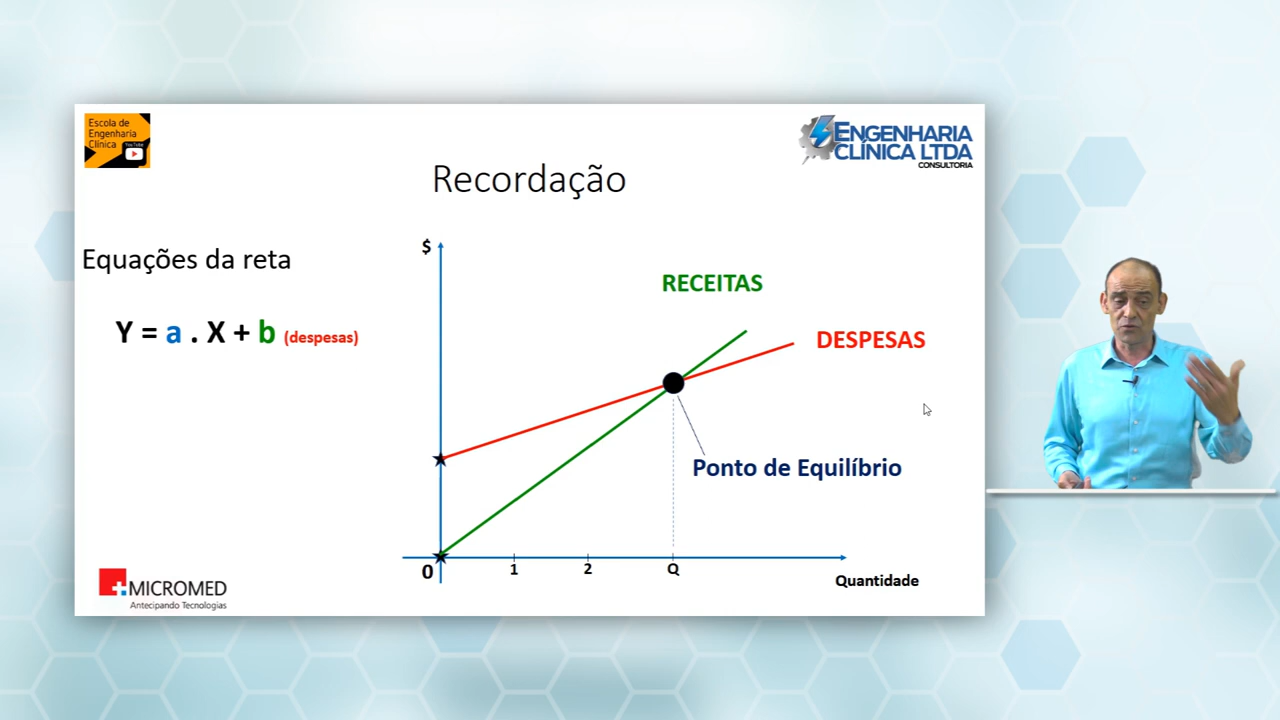 Escola de
Engenharia
Clínica
YouTube
ENGENHARIA
CLÍNICA LTDA
CONSULTORIA
Recordação
Equações da reta
Y = a . X + b (despesas)
$
RECEITAS
DESPESAS
Ponto de Equilíbrio
0
1
2
Q
Quantidade
MICROMED
Antecipando Tecnologias